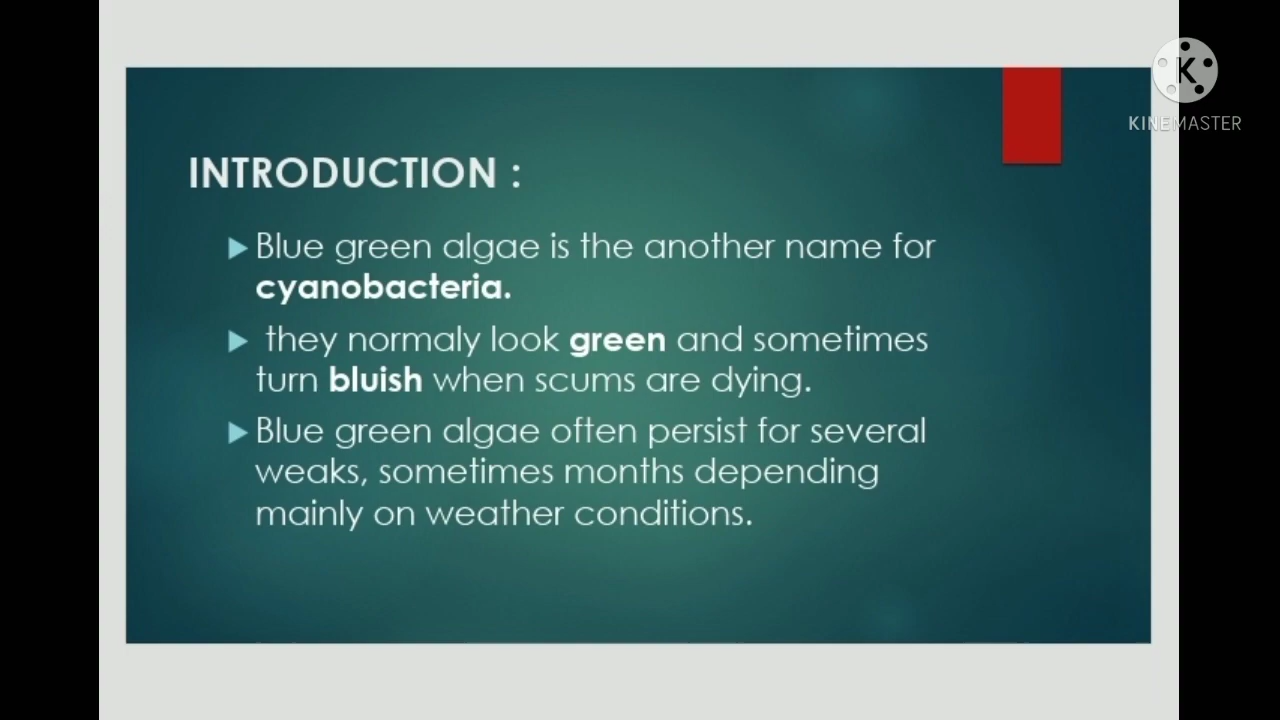 INTRODUCTION :
Blue green algae is the another name for
cyanobacteria.
they normaly look green and sometimes
turn bluish when scums are dying.
Blue green algae often persist for several
weaks, sometimes months depending
mainly on weather conditions.
K
KINEMASTER